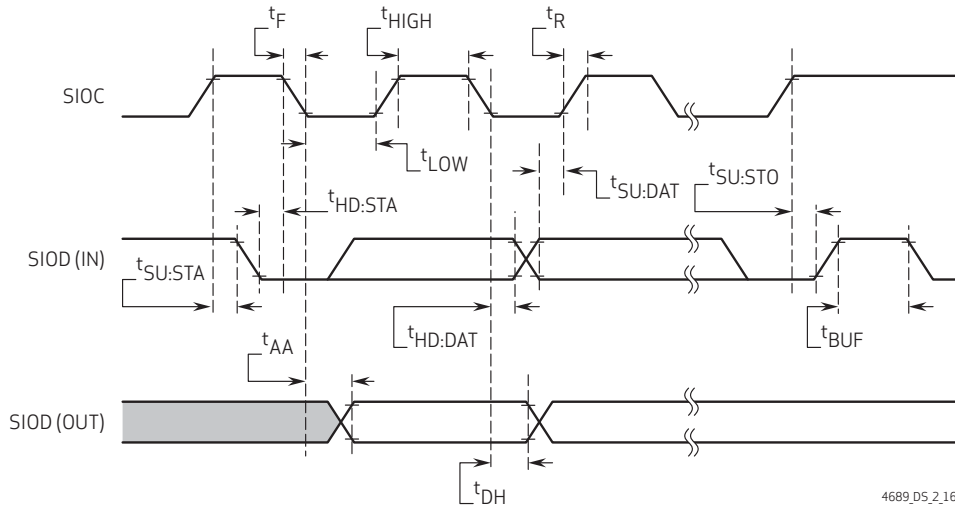 tF
tHIGH
tR
SIOC
tLOW
tSU:DAT
tSU:STO
tHD:STA
SIOD (IN)
tSU:STA
tHD:DAT
tBUF
tAA
SIOD (OUT)
tDH
4689_DS_2_16